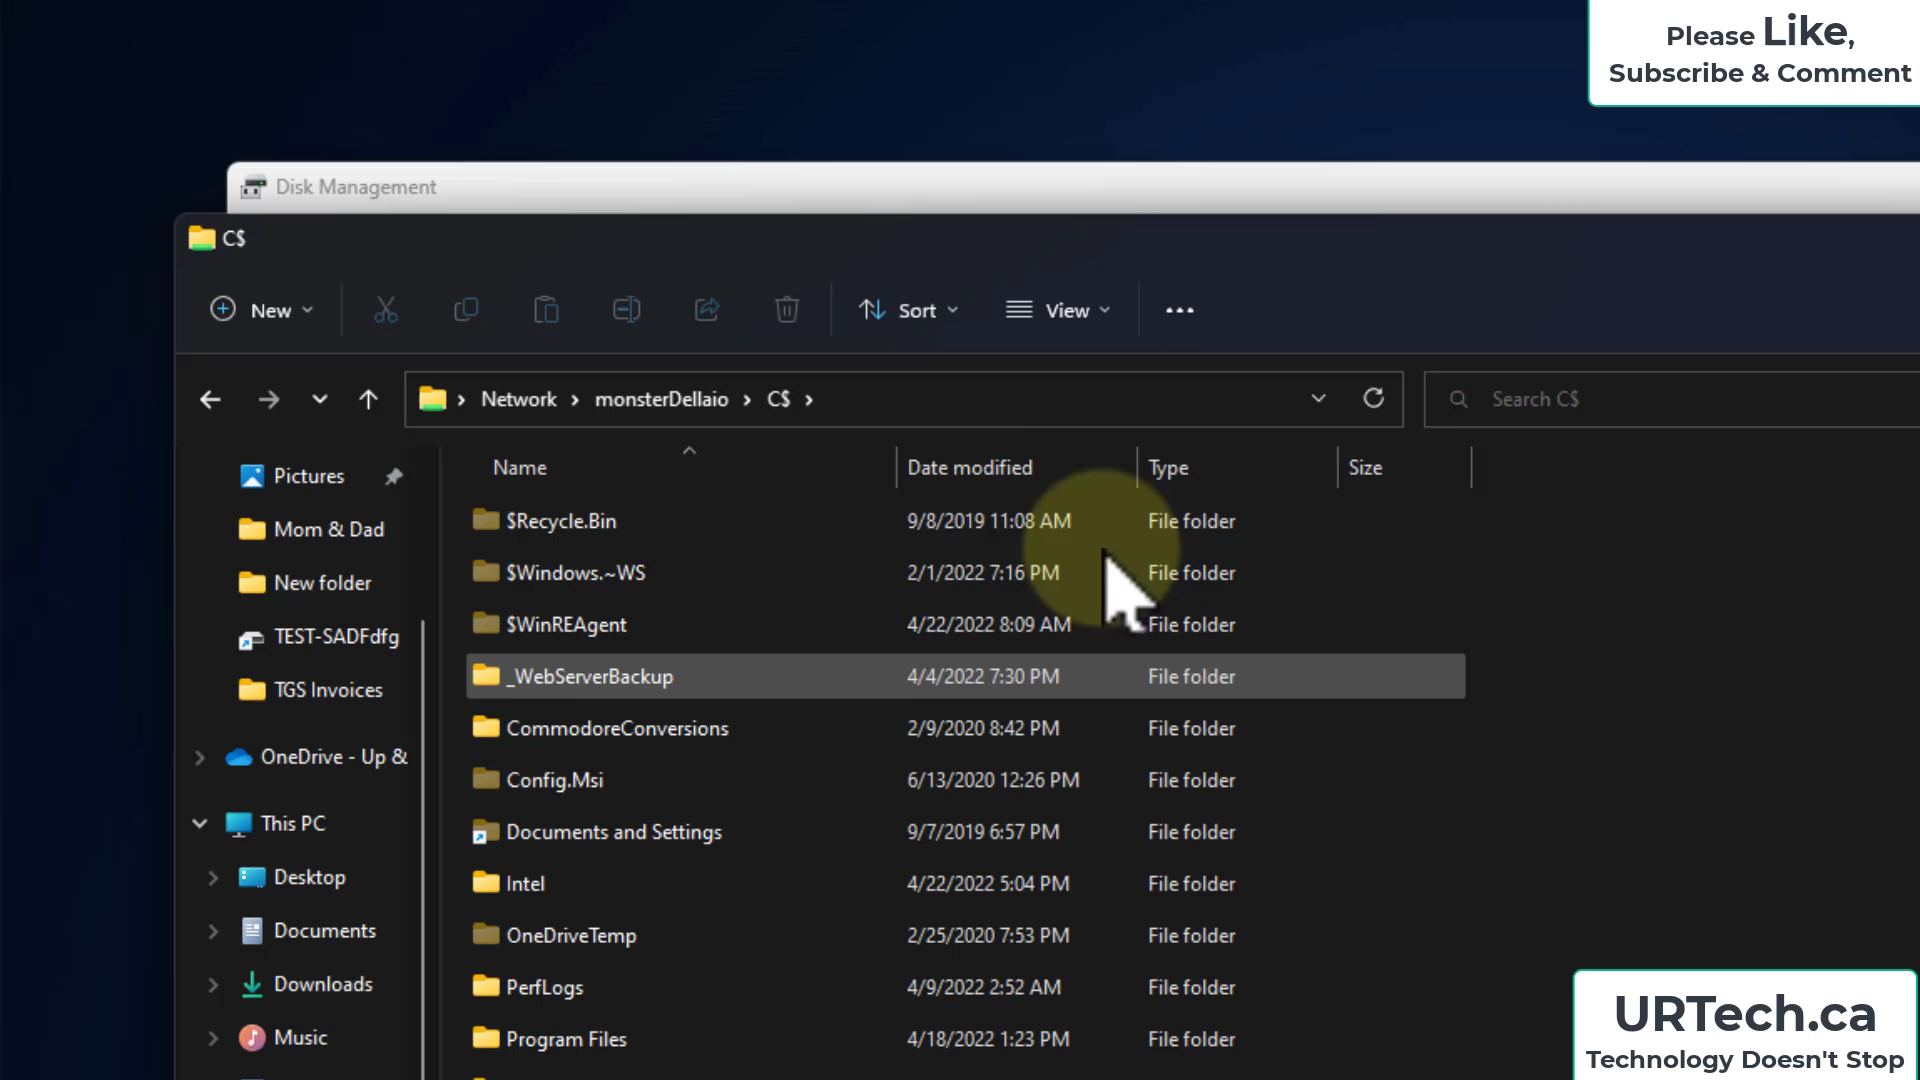 Please Like,
Subscribe & Comment
Disk Management
C$
New
Sort
View
Network
monsterDellaio
C$
Search C$
Pictures
Mom & Dad
New folder
TEST-SADFdfg
TGS Invoices
OneDrive - Up &
This PC
Desktop
Documents
Downloads
Music
Name Date modified Type Size
$Recycle.Bin 9/8/2019 11:08 AM File folder
$Windows.~WS 2/1/2022 7:16 PM File folder
$WinREAgent 4/22/2022 8:09 AM File folder
_WebServerBackup 4/4/2022 7:30 PM File folder
CommodoreConversions 2/9/2020 8:42 PM File folder
Config.Msi 6/13/2020 12:26 PM File folder
Documents and Settings 9/7/2019 6:57 PM File folder
Intel 4/22/2022 5:04 PM File folder
OneDriveTemp 2/25/2020 7:53 PM File folder
PerfLogs 4/9/2022 2:52 AM File folder
Program Files 4/18/2022 1:23 PM File folder
URTech.ca
Technology Doesn't Stop